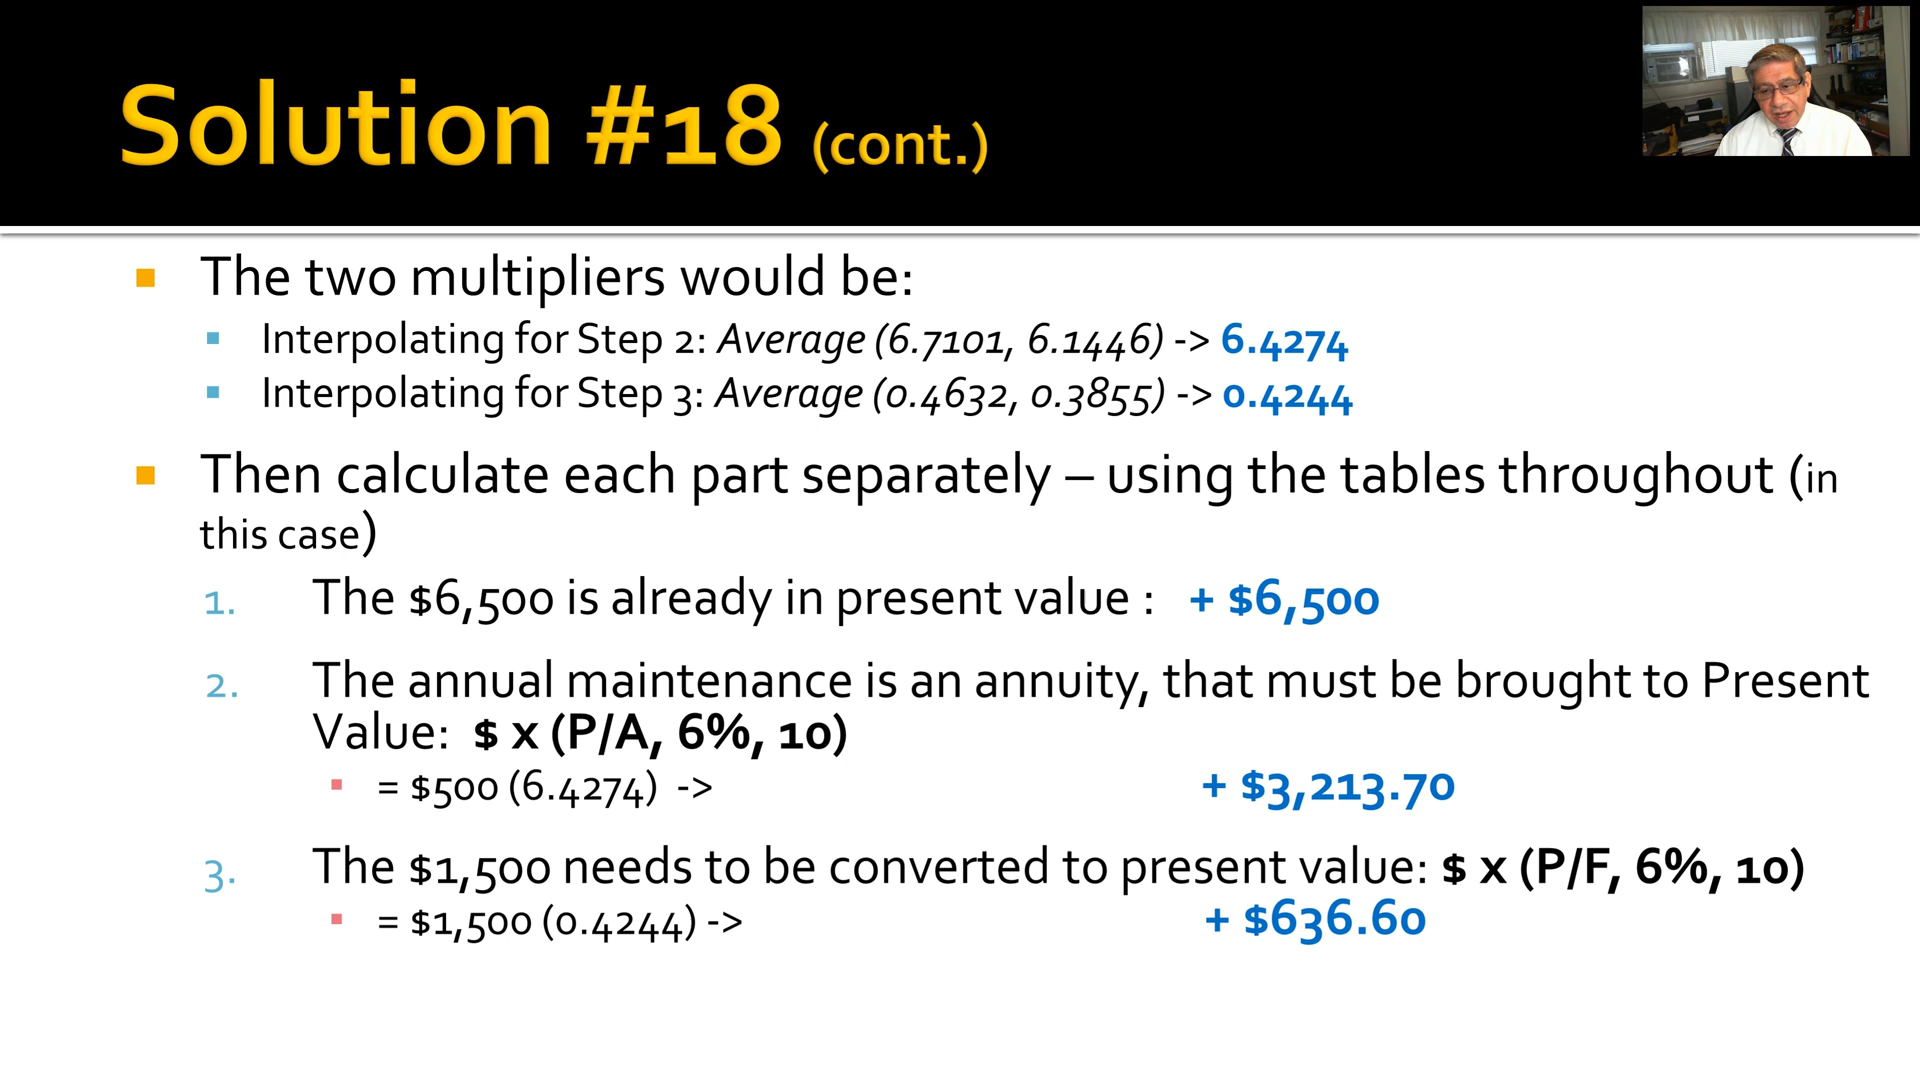 Solution #18 (cont.)
The two multipliers would be:
Interpolating for Step 2: Average (6.7101, 6.1446) -> 6.4274
Interpolating for Step 3: Average (0.4632, 0.3855) -> 0.4244
Then calculate each part separately – using the tables throughout (in
this case)
1. The $6,500 is already in present value : + $6,500
2. The annual maintenance is an annuity, that must be brought to Present
Value: $ x (P/A, 6%, 10)
= $500 (6.4274) -> + $3,213.70
3. The $1,500 needs to be converted to present value: $ x (P/F, 6%, 10)
= $1,500 (0.4244) -> + $636.60